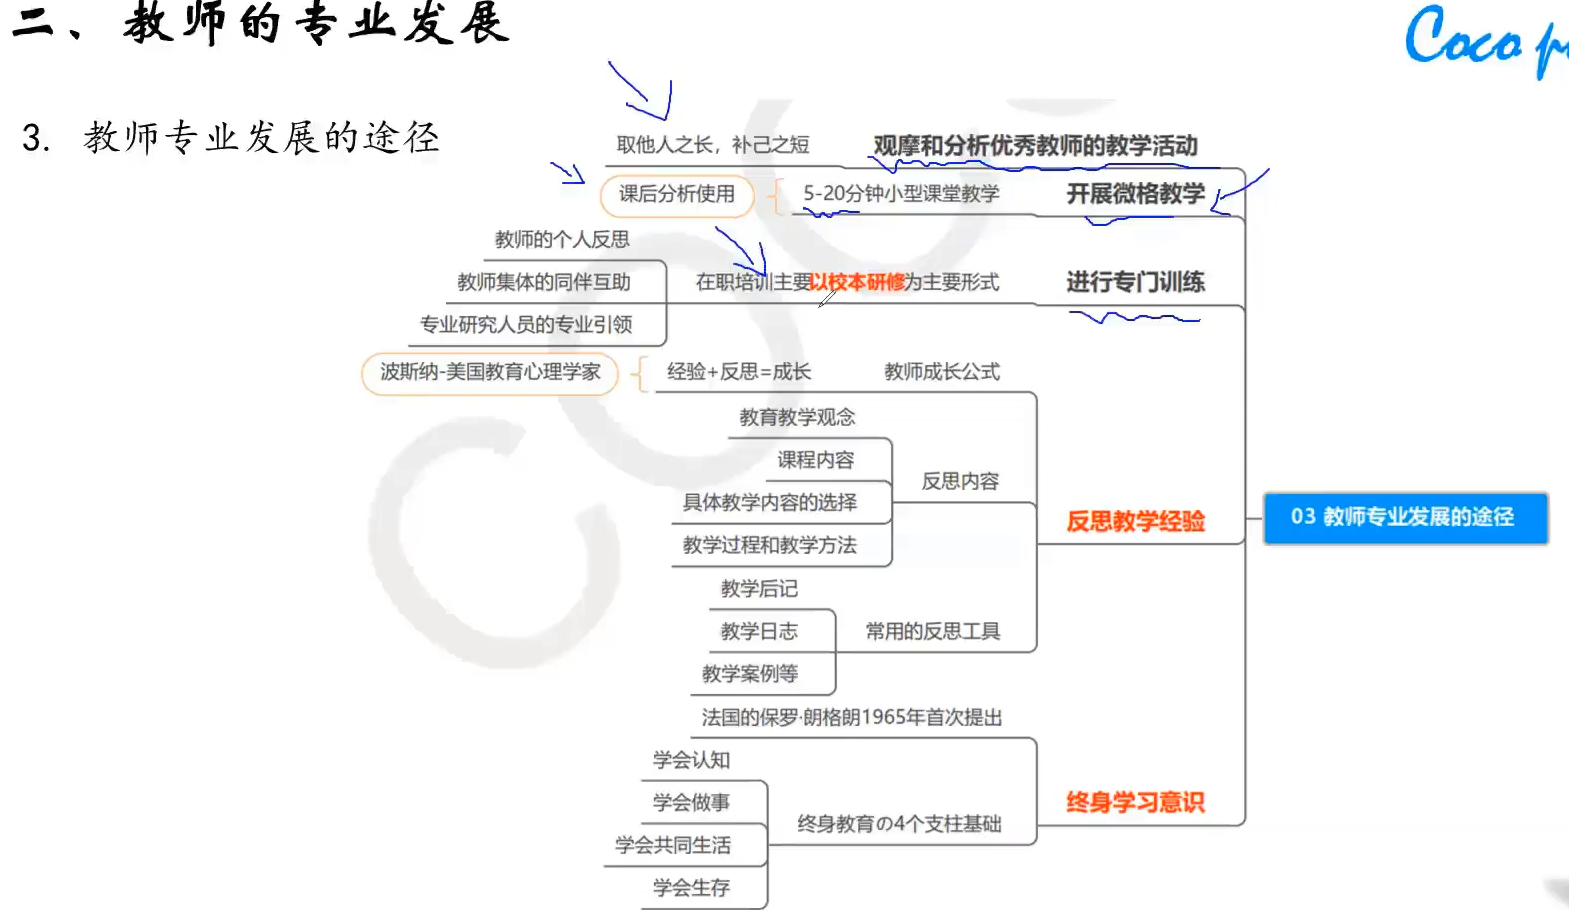 二、教师的专业发展
Coco
3. 教师专业发展的途径
取他人之长，补己之短
观摩和分析优秀教师的教学活动
课后分析使用
5-20分钟小型课堂教学
开展微格教学
教师的个人反思
教师集体的同伴互助
专业研究人员的专业引领
在职培训主要以校本研修为主要形式
进行专门训练
波斯纳-美国教育心理学家
经验+反思=成长
教师成长公式
教育教学观念
课程内容
具体教学内容的选择
教学过程和教学方法
反思内容
反思教学经验
03 教师专业发展的途径
教学后记
教学日志
教学案例等
常用的反思工具
法国的保罗·朗格朗1965年首次提出
学会认知
学会做事
学会共同生活
学会生存
终身教育の4个支柱基础
终身学习意识